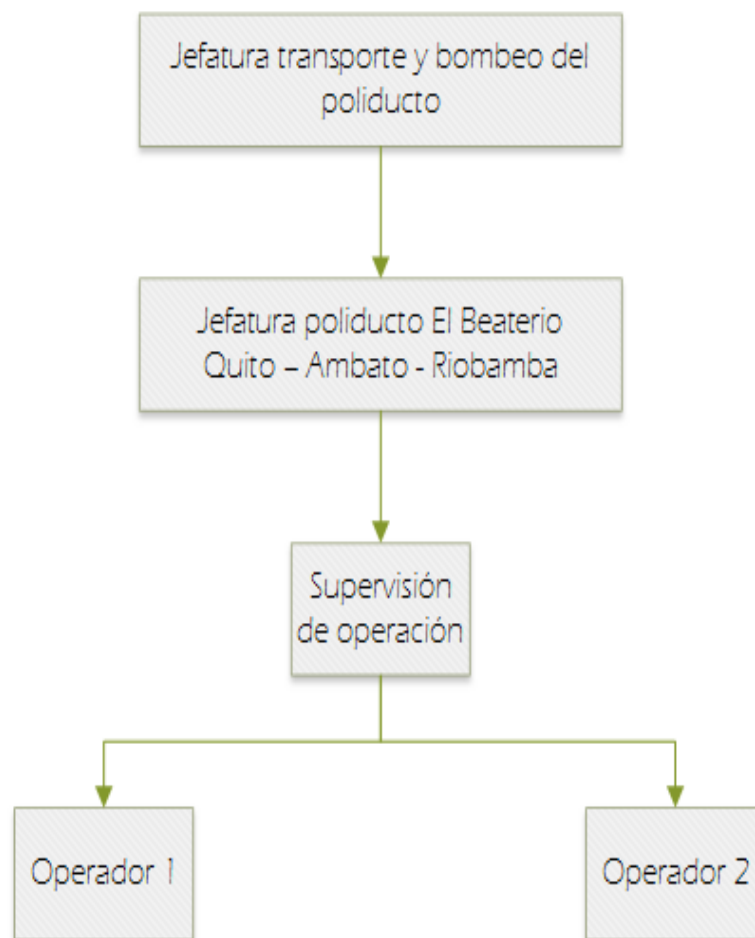 Jefatura transporte y bombeo del
poliducto
Jefatura poliducto El Beaterio
Quito – Ambato - Riobamba
Supervisión
de operación
Operador 1
Operador 2